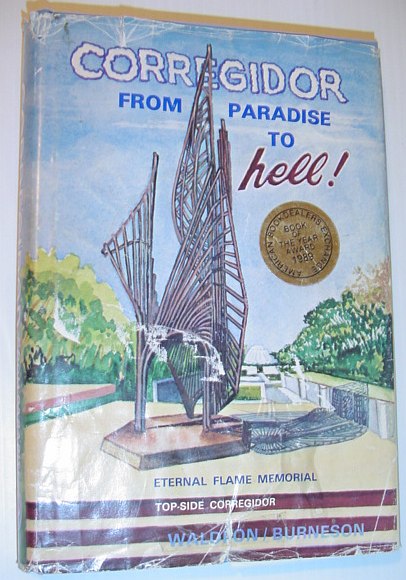 CORREGIDOR
FROM PARADISE
TO
hell!
AMERICAN BOOKDEALERS EXCHANGE
BOOK
OF
THE YEAR
AWARD
1989
ETERNAL FLAME MEMORIAL
TOP-SIDE CORREGIDOR
WALDRON/BURNESON